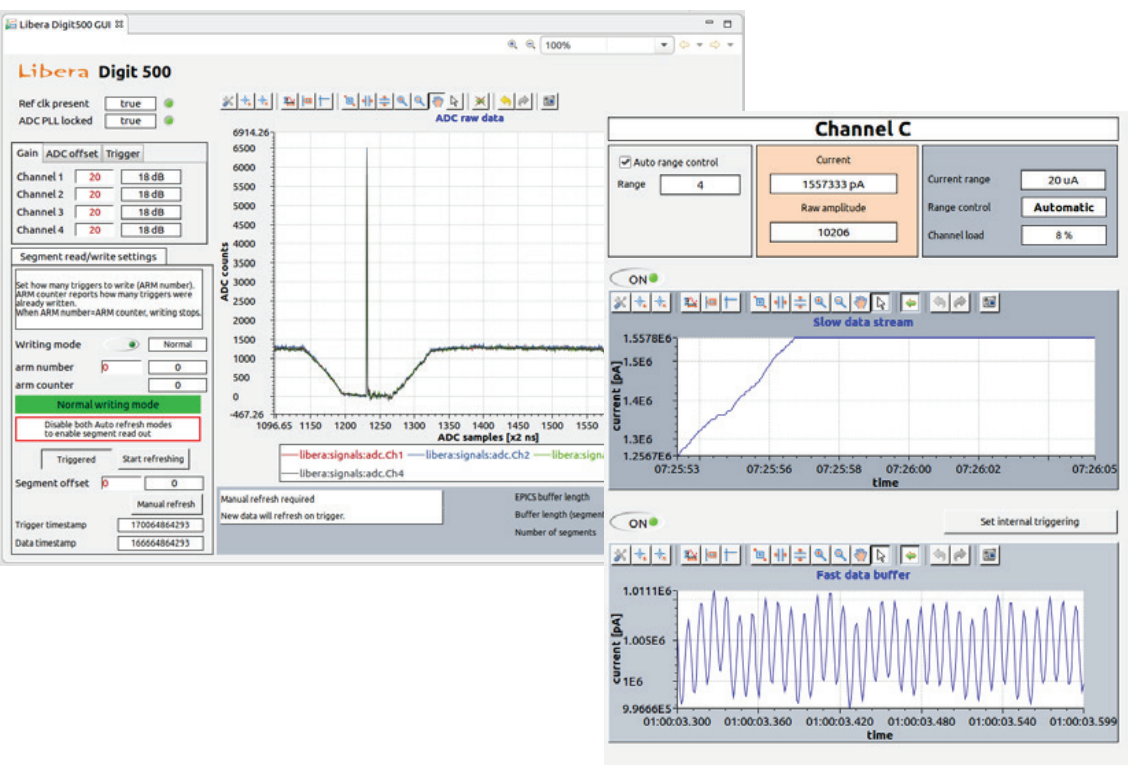 Libera Digit500 GUI
100%
Libera Digit 500
Ref clk present true
ADC PLL locked true
Gain ADC offset Trigger
Channel 1 20 18 dB
Channel 2 20 18 dB
Channel 3 20 18 dB
Channel 4 20 18 dB
Segment read/write settings
Set how many triggers to write (ARM number).
ARM counter reports how many triggers were
already written.
When ARM number=ARM counter, writing stops.
Writing mode Normal
arm number 0 0
arm counter 0
Normal writing mode
Disable both Auto refresh modes
to enable segment read out
Triggered Start refreshing
Segment offset 0 0
Manual refresh
Trigger timestamp 170064864293
Data timestamp 166664864293
ADC raw data
6914.26
6500
6000
5500
5000
4500
4000
3500
3000
2500
2000
1500
1000
500
0
-467.26
ADC counts
1096.65 1150 1200 1250 1300 1350 1400 1450 1500 1550
ADC samples [x2 ns]
libera:signals:adc.Ch1 libera:signals:adc.Ch2 libera:signa
libera:signals:adc.Ch4
Manual refresh required
New data will refresh on trigger.
EPICS buffer length
Buffer length (segment
Number of segments
Channel C
Auto range control
Range 4
Current
1557333 pA
Raw amplitude
10206
Current range 20 uA
Range control Automatic
Channel load 8 %
ON
Slow data stream
1.5578E6
1.5E6
1.4E6
1.3E6
1.2567E6
current [pA]
07:25:53 07:25:56 07:25:58 07:26:00 07:26:02 07:26:05
time
ON
Set internal triggering
Fast data buffer
1.0111E6
1.005E6
1E6
9.9666E5
current [pA]
01:00:03.300 01:00:03.360 01:00:03.420 01:00:03.480 01:00:03.540 01:00:03.599
time